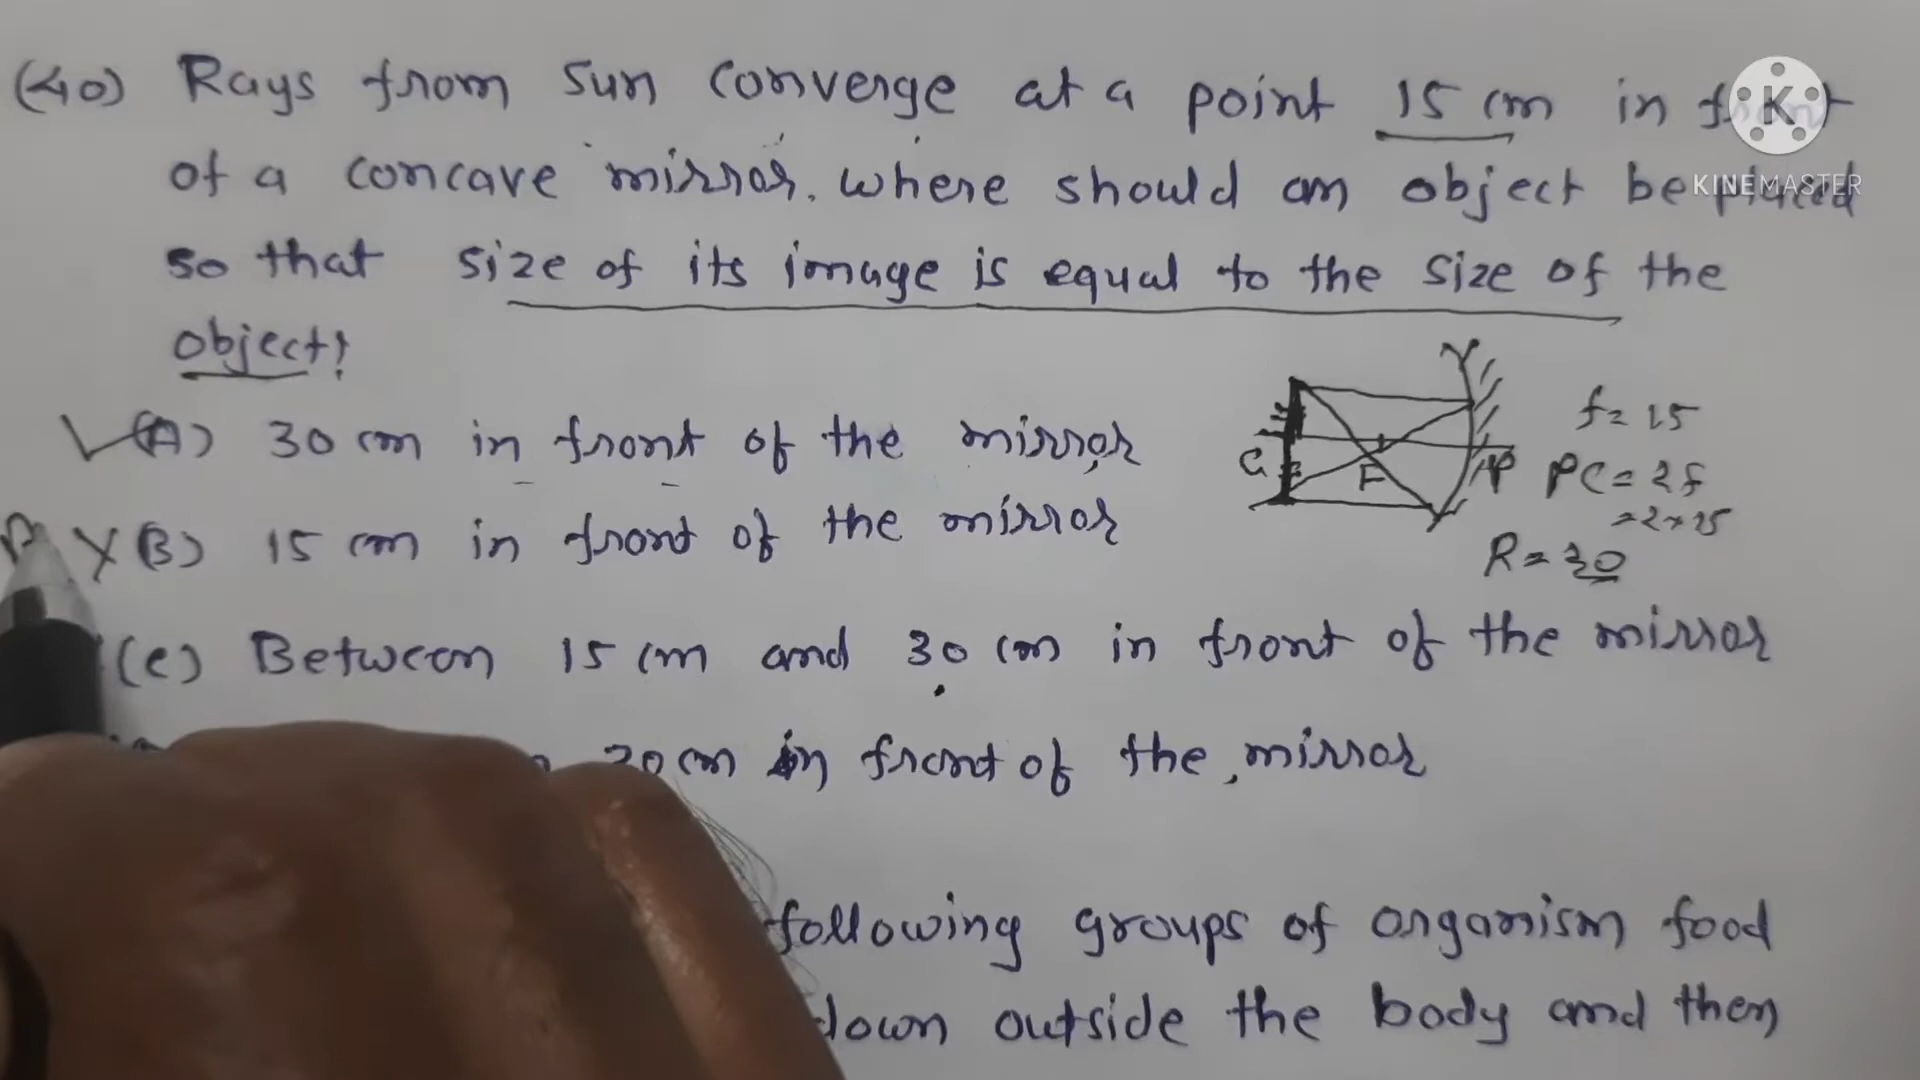 (40) Rays from Sun converge at a point 15 cm in front
of a concave mirror. where should an object be placed
so that size of its image is equal to the size of the
object?
(A) 30 cm in front of the mirror
X (B) 15 cm in front of the mirror
(C) Between 15 cm and 30 cm in front of the mirror
30 cm in front of the mirror
following groups of organism food
down outside the body and then
C F P
f = 15
PC = 2f
= 2 × 15
R = 30
K
KINEMASTER